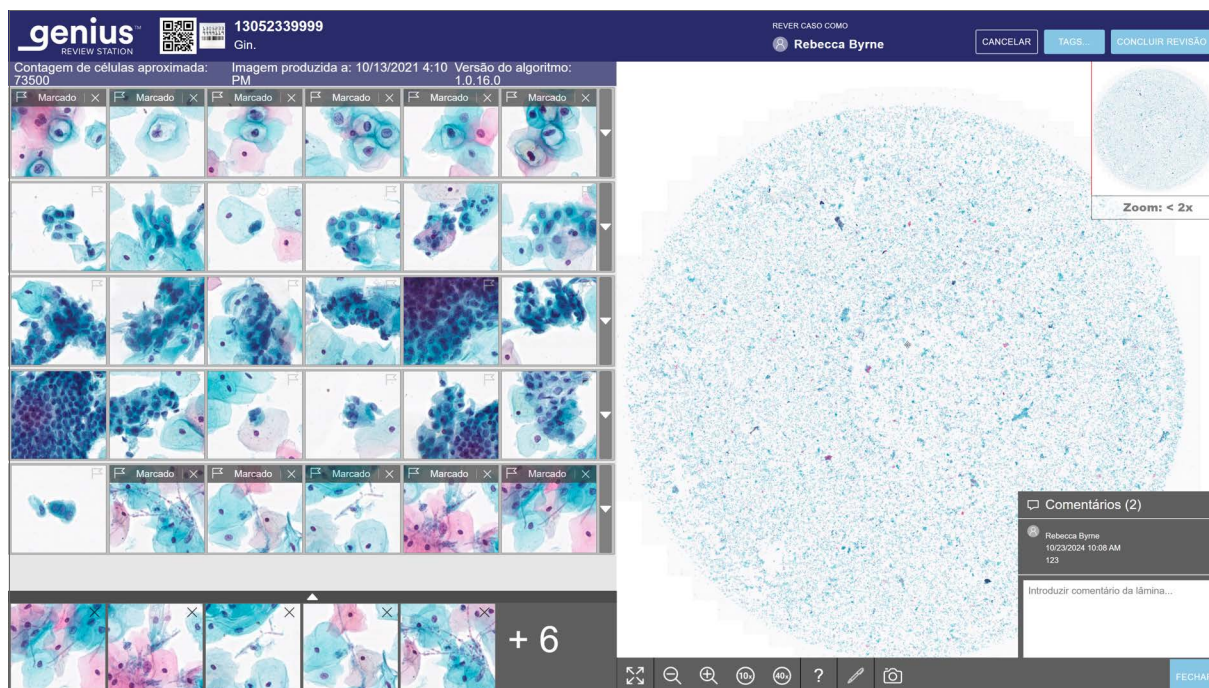 genius™
REVIEW STATION
13052339999
Gin.
REVER CASO COMO
Rebecca Byrne
CANCELAR
TAGS...
CONCLUIR REVISÃO
Contagem de células aproximada: 73500
Imagem produzida a: 10/13/2021 4:10 PM
Versão do algoritmo: 1.0.16.0
Marcado
Marcado
Marcado
Marcado
Marcado
Marcado
Zoom: < 2x
Marcado
Marcado
Marcado
Marcado
Marcado
Comentários (2)
Rebecca Byrne
10/23/2024 10:08 AM
123
Introduzir comentário da lâmina...
+ 6
10x
40x
?
FECHAR